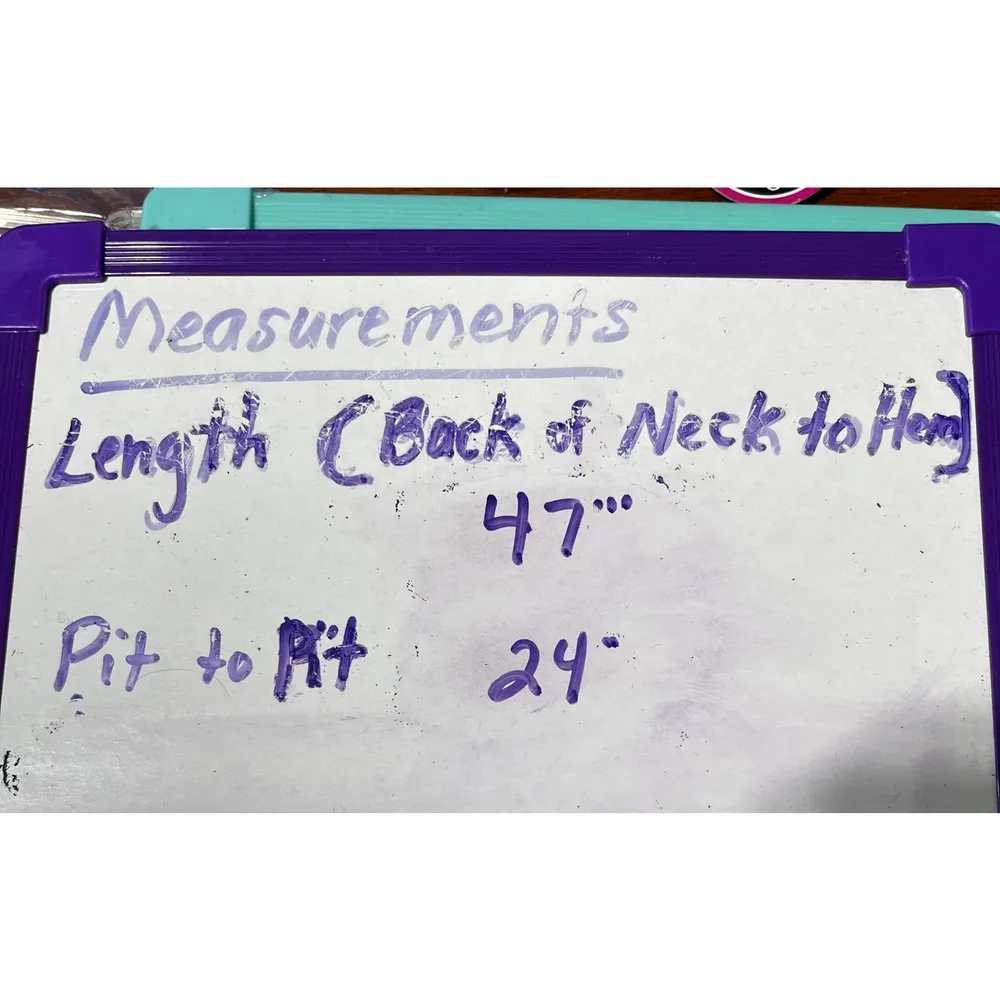 Measurements
Length (Back of Neck to Hem)
47"'
Pit to Pit 24"